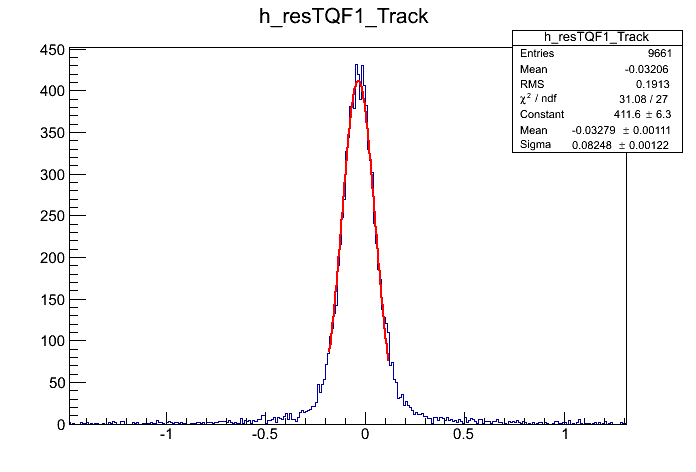 h_resTQF1_Track
h_resTQF1_Track
Entries 9661
Mean -0.03206
RMS 0.1913
χ² / ndf 31.08 / 27
Constant 411.6 ± 6.3
Mean -0.03279 ± 0.00111
Sigma 0.08248 ± 0.00122
450
400
350
300
250
200
150
100
50
0
-1 -0.5 0 0.5 1